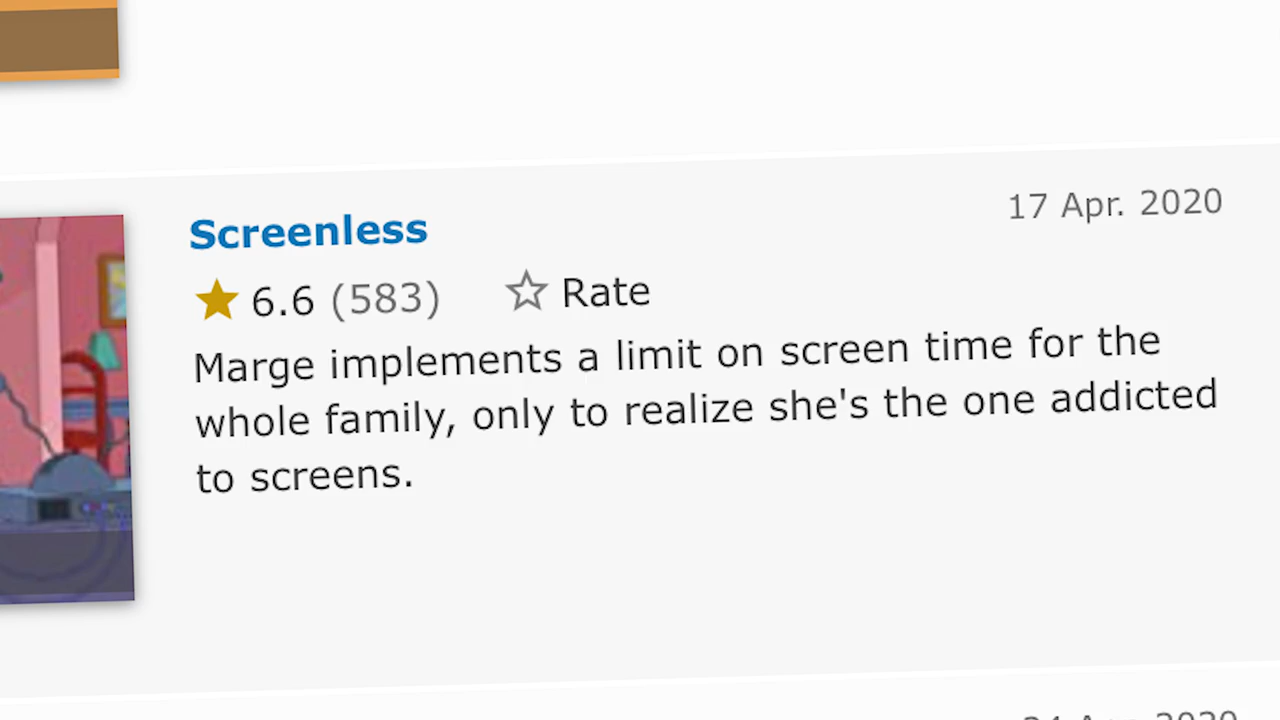 Screenless
17 Apr. 2020
6.6 (583) Rate
Marge implements a limit on screen time for the
whole family, only to realize she's the one addicted
to screens.